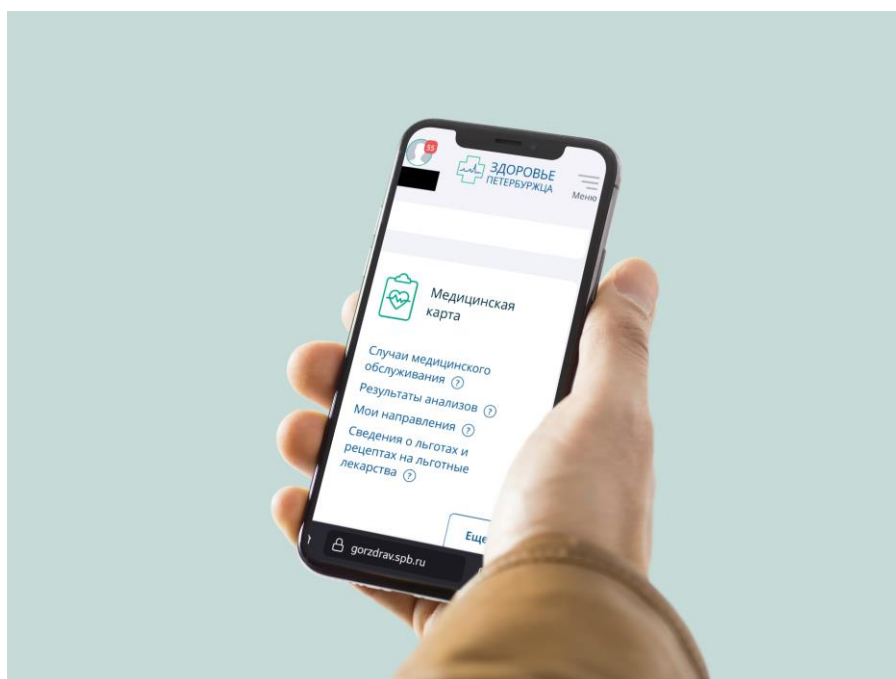 55
ЗДОРОВЬЕ
ПЕТЕРБУРЖЦА
Меню
Медицинская
карта
Случаи медицинского
обслуживания ?
Результаты анализов ?
Мои направления ?
Сведения о льготах и
рецептах на льготные
лекарства ?
Еще
gorzdrav.spb.ru